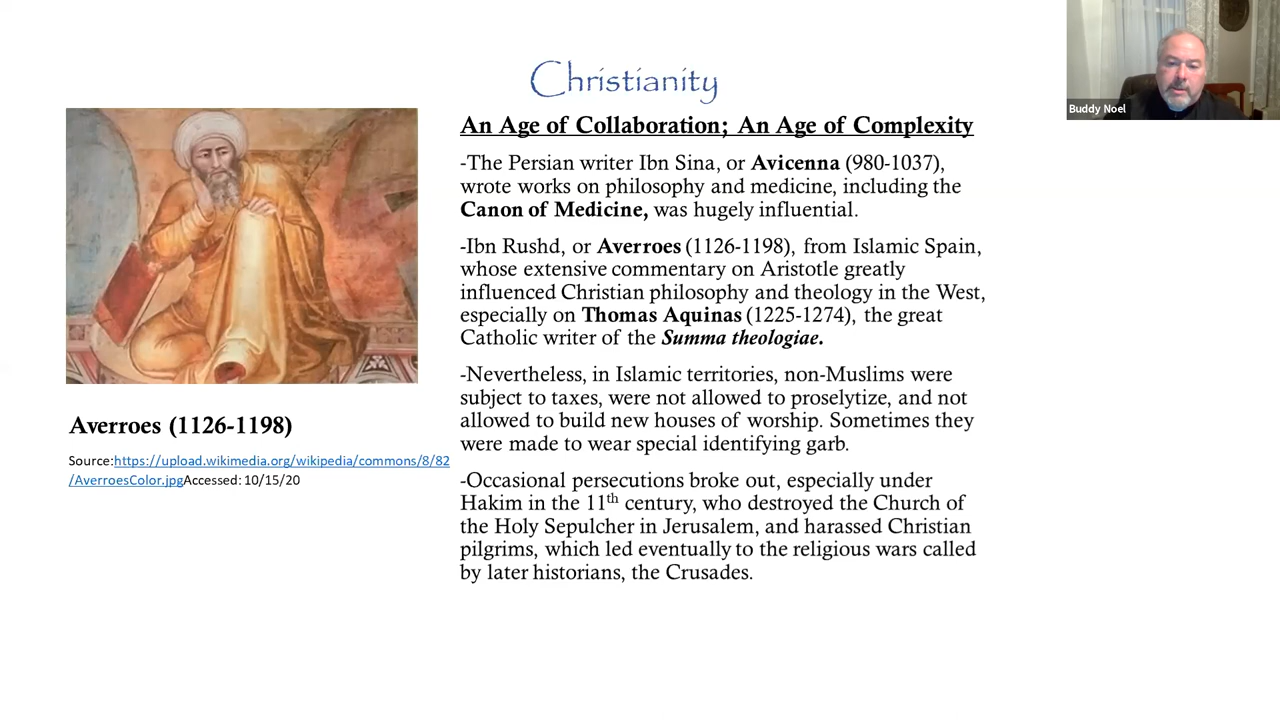 Christianity
Buddy Noel
An Age of Collaboration; An Age of Complexity
-The Persian writer Ibn Sina, or Avicenna (980-1037),
wrote works on philosophy and medicine, including the
Canon of Medicine, was hugely influential.
-Ibn Rushd, or Averroes (1126-1198), from Islamic Spain,
whose extensive commentary on Aristotle greatly
influenced Christian philosophy and theology in the West,
especially on Thomas Aquinas (1225-1274), the great
Catholic writer of the Summa theologiae.
-Nevertheless, in Islamic territories, non-Muslims were
subject to taxes, were not allowed to proselytize, and not
allowed to build new houses of worship. Sometimes they
were made to wear special identifying garb.
-Occasional persecutions broke out, especially under
Hakim in the 11th century, who destroyed the Church of
the Holy Sepulcher in Jerusalem, and harassed Christian
pilgrims, which led eventually to the religious wars called
by later historians, the Crusades.
Averroes (1126-1198)
Source:https://upload.wikimedia.org/wikipedia/commons/8/82
/AverroesColor.jpgAccessed: 10/15/20